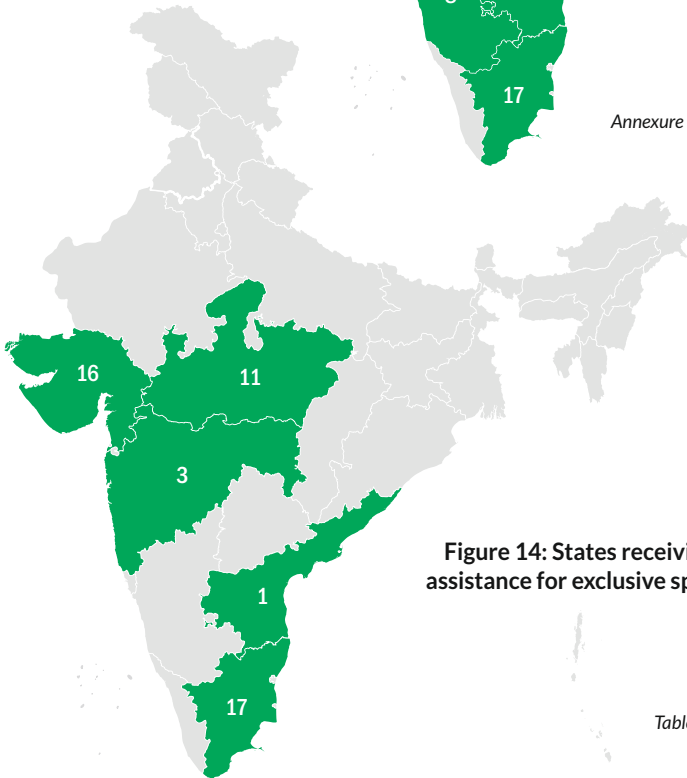 17
Annexure
16
11
3
Figure 14: States receivi
assistance for exclusive sp
1
17
Tabl